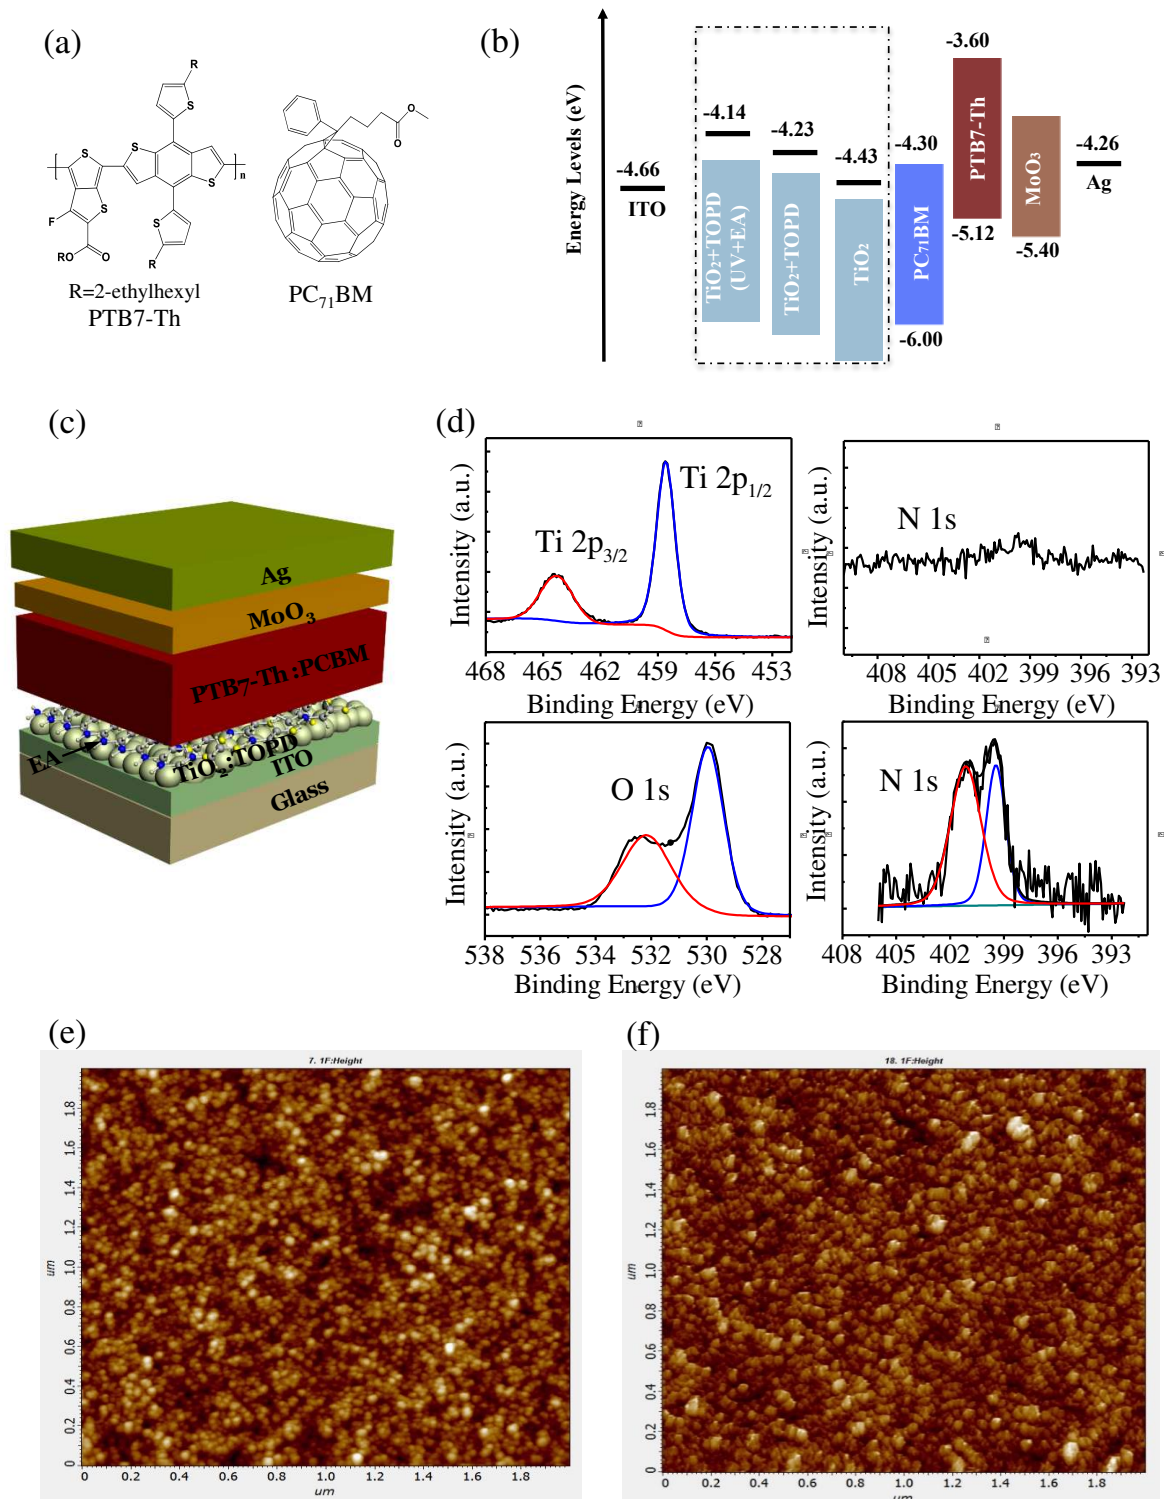 (a)
R
S
S
S
n
S
S
F
S
RO
O
R
R=2-ethylhexyl
PTB7-Th
O
O
PC71BM
(b)
Energy Levels (eV)
-4.66
ITO
-4.14
TiO2+TOPD
(UV+EA)
-4.23
TiO2+TOPD
-4.43
TiO2
-4.30
PC71BM
-6.00
-3.60
PTB7-Th
-5.12
MoO3
-5.40
-4.26
Ag
(c)
Ag
MoO3
PTB7-Th:PCBM
EA
TiO2:TOPD
ITO
Glass
(d)
Intensity (a.u.)
Ti 2p1/2
Ti 2p3/2
468 465 462 459 456 453
Binding Energy (eV)
Intensity (a.u.)
N 1s
408 405 402 399 396 393
Binding Energy (eV)
Intensity (a.u.)
O 1s
538 536 534 532 530 528
Binding Energy (eV)
Intensity (a.u.)
N 1s
408 405 402 399 396 393
Binding Energy (eV)
(e)
7. 1F:Height
um
1.8
1.6
1.4
1.2
1.0
0.8
0.6
0.4
0.2
0
0 0.2 0.4 0.6 0.8 1.0 1.2 1.4 1.6 1.8
um
(f)
18. 1F:Height
um
1.8
1.6
1.4
1.2
1.0
0.8
0.6
0.4
0.2
0
0 0.2 0.4 0.6 0.8 1.0 1.2 1.4 1.6 1.8
um